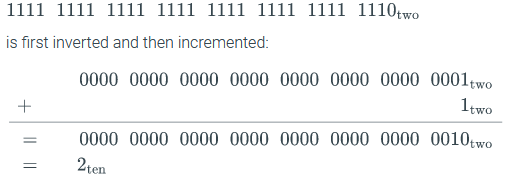 1111 1111 1111 1111 1111 1111 1111 1110two
is first inverted and then incremented:
0000 0000 0000 0000 0000 0000 0000 0001two
+ 1two
= 0000 0000 0000 0000 0000 0000 0000 0010two
= 2ten